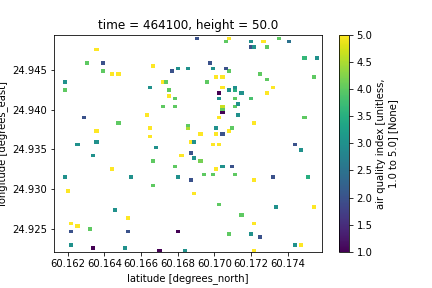 time = 464100, height = 50.0
24.945
24.940
24.935
24.930
24.925
longitude [degrees_east]
60.162 60.164 60.166 60.168 60.170 60.172 60.174
latitude [degrees_north]
5.0
4.5
4.0
3.5
3.0
2.5
2.0
1.5
1.0
air quality index [unitless,
1.0 to 5.0] [None]